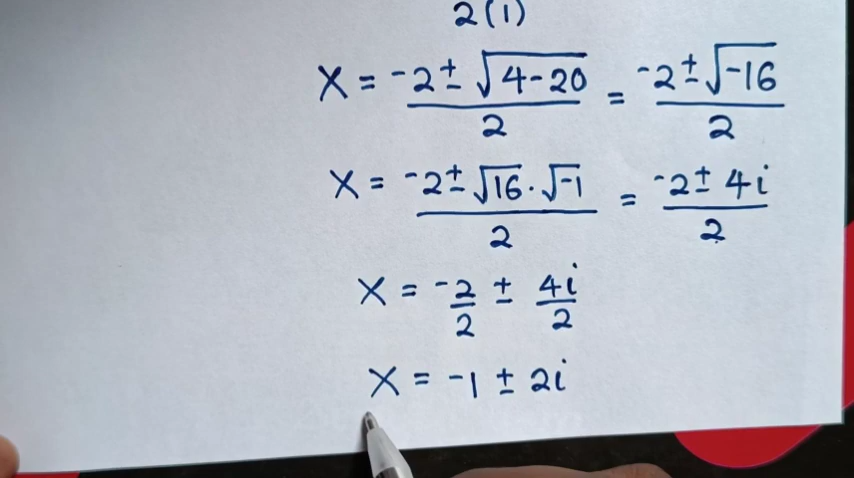 2(1)
x = -2 ± √4-20 / 2 = -2 ± √-16 / 2
x = -2 ± √16 · √-1 / 2 = -2 ± 4i / 2
x = -2/2 ± 4i/2
x = -1 ± 2i